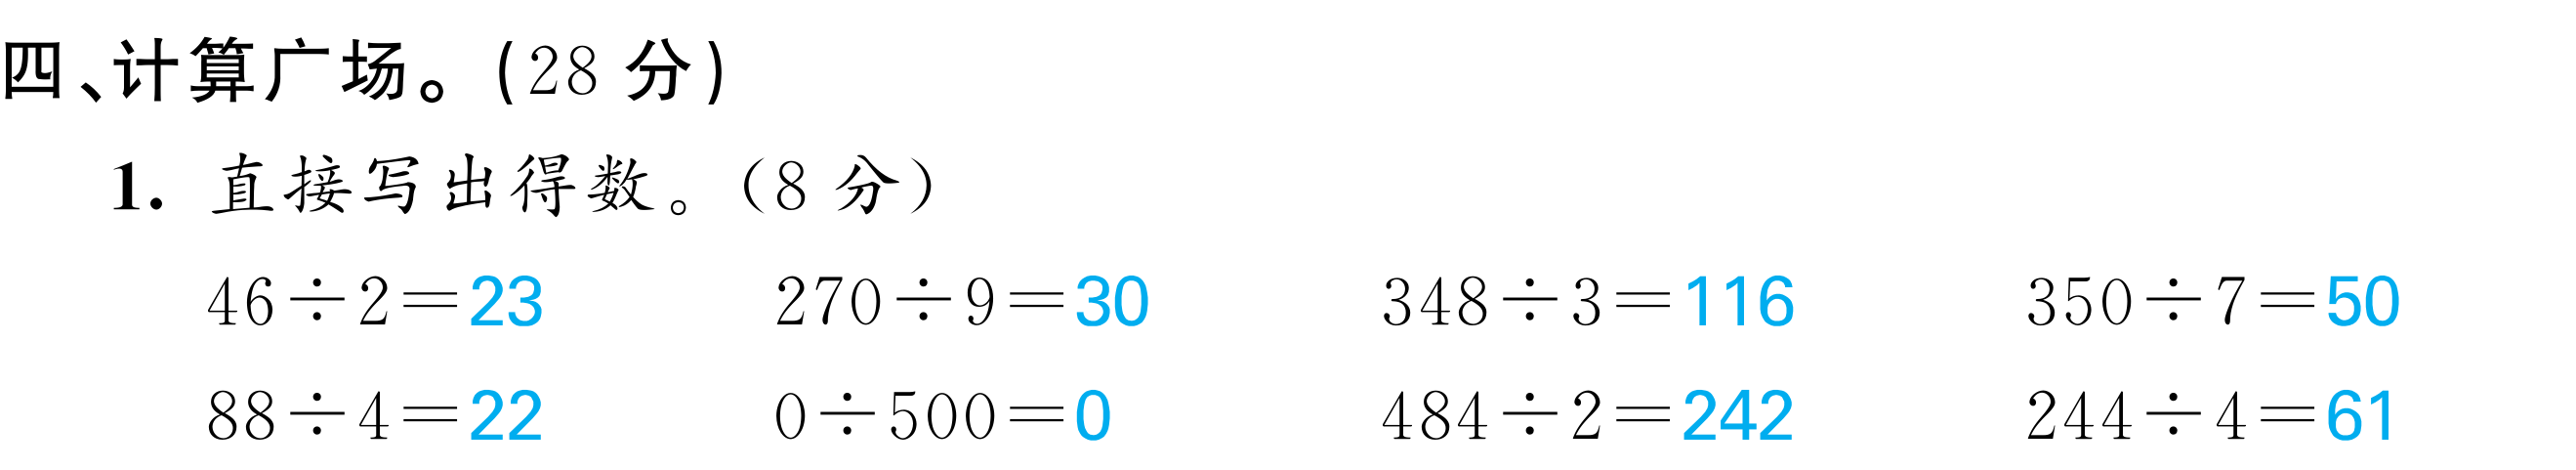 四、计算广场。(28 分)
1. 直接写出得数。(8 分)
46÷2=23 270÷9=30 348÷3=116 350÷7=50
88÷4=22 0÷500=0 484÷2=242 244÷4=61